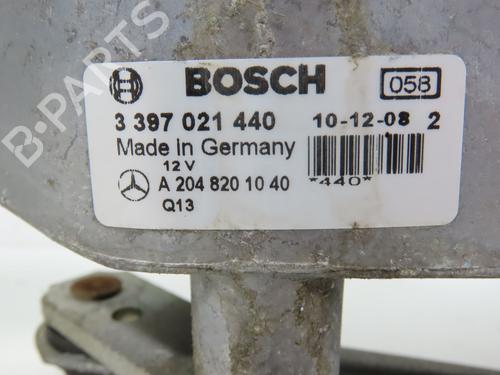 B-PARTS
BOSCH 058
3 397 021 440 10-12-08 2
Made in Germany
12 V
A 204 820 10 40 *440*
Q13